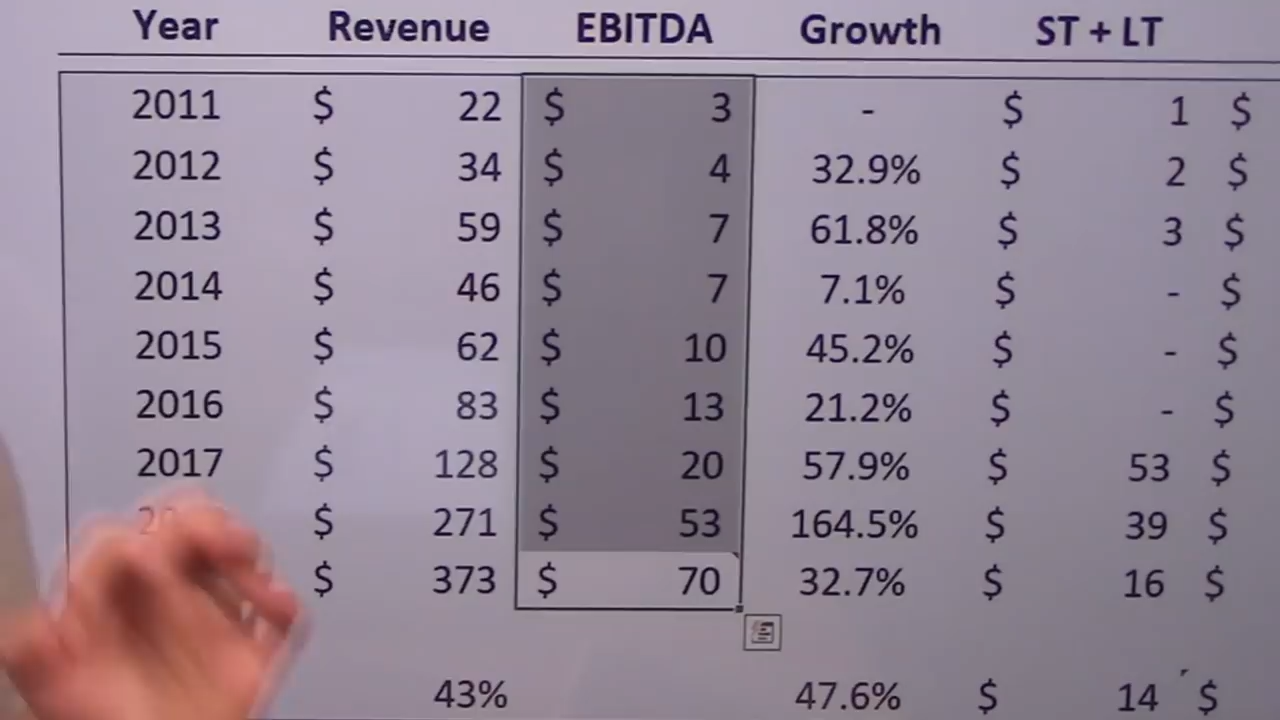 Year Revenue EBITDA Growth ST + LT
2011 $ 22 $ 3 - $ 1 $
2012 $ 34 $ 4 32.9% $ 2 $
2013 $ 59 $ 7 61.8% $ 3 $
2014 $ 46 $ 7 7.1% $ - $
2015 $ 62 $ 10 45.2% $ - $
2016 $ 83 $ 13 21.2% $ - $
2017 $ 128 $ 20 57.9% $ 53 $
$ 271 $ 53 164.5% $ 39 $
$ 373 $ 70 32.7% $ 16 $
43% 47.6% $ 14 $